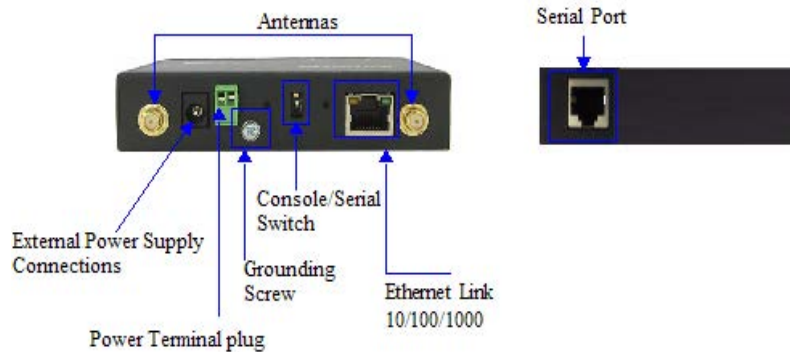 Antennas
Serial Port
Console/Serial
Switch
External Power Supply
Connections
Grounding
Screw
Ethernet Link
10/100/1000
Power Terminal plug